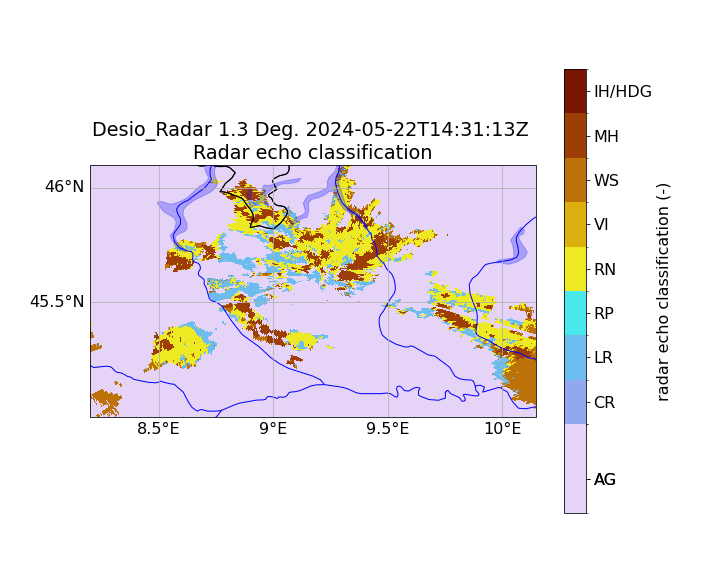 Desio_Radar 1.3 Deg. 2024-05-22T14:31:13Z
Radar echo classification
46°N
45.5°N
8.5°E
9°E
9.5°E
10°E
IH/HDG
MH
WS
VI
RN
RP
LR
CR
AG
radar echo classification (-)